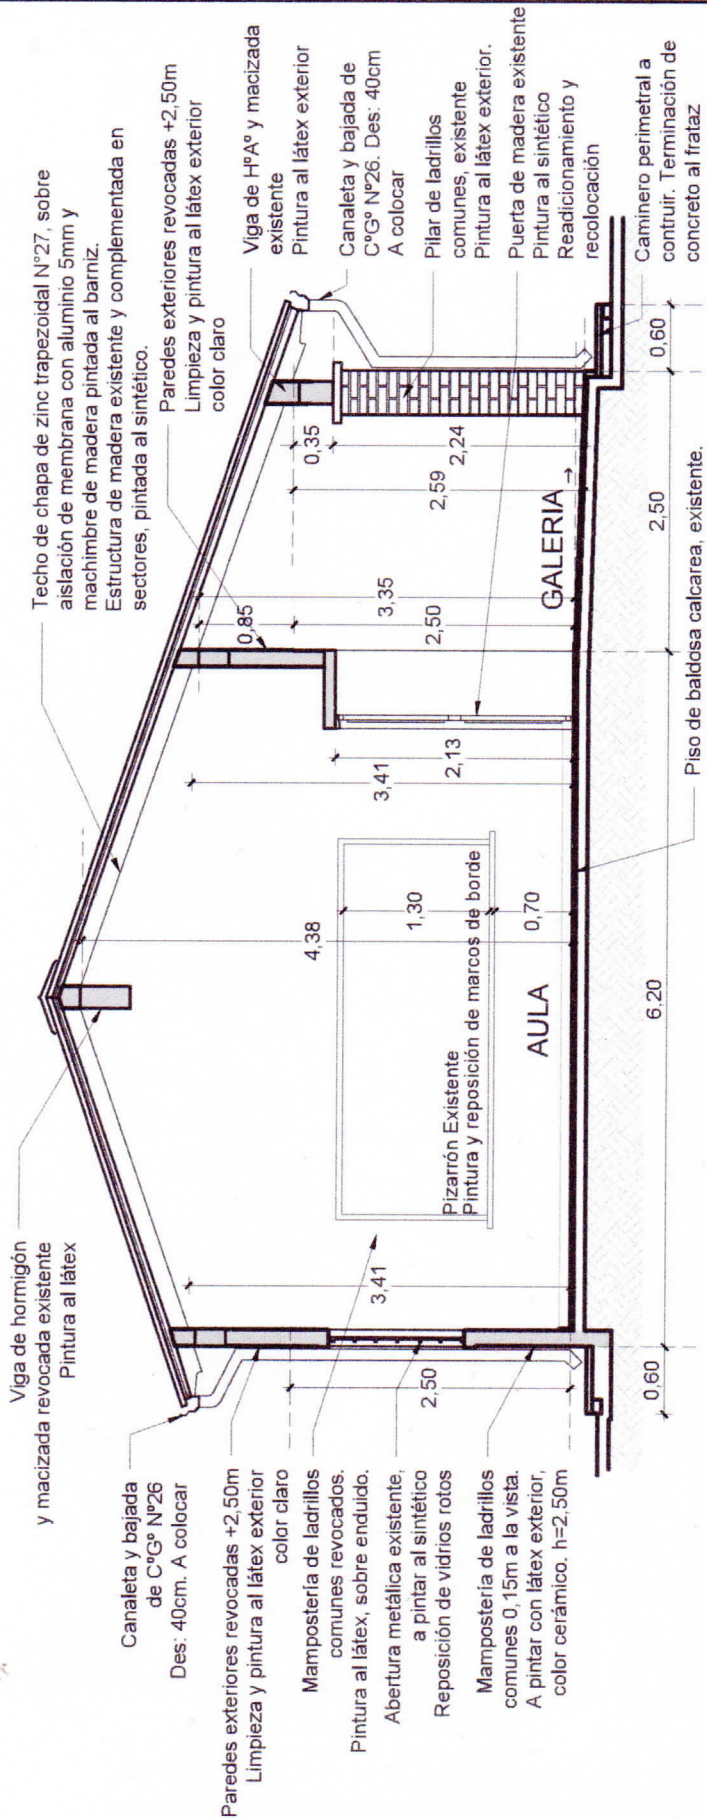 Viga de hormigón
y macizada revocada existente
Pintura al látex
Canaleta y bajada
de CºGº Nº26
Des: 40cm. A colocar
Paredes exteriores revocadas +2,50m
Limpieza y pintura al látex exterior
color claro
Mampostería de ladrillos
comunes revocados.
Pintura al látex, sobre enduido.
Abertura metálica existente,
a pintar al sintético
Reposición de vidrios rotos
Mampostería de ladrillos
comunes 0,15m a la vista.
A pintar con látex exterior,
color cerámico. h=2,50m
Techo de chapa de zinc trapezoidal N°27, sobre
aislación de membrana con aluminio 5mm y
machimbre de madera pintada al barniz.
Estructura de madera existente y complementada en
sectores, pintada al sintético.
Paredes exteriores revocadas +2,50m
Limpieza y pintura al látex exterior
color claro
Viga de HºAº y macizada
existente
Pintura al látex exterior
Canaleta y bajada de
CºGº Nº26. Des: 40cm
A colocar
Pilar de ladrillos
comunes, existente
Pintura al látex exterior.
Puerta de madera existente
Pintura al sintético
Readicionamiento y
recolocación
Caminero perimetral a
contruir. Terminación de
concreto al frataz
Pizarrón Existente
Pintura y reposición de marcos de borde
AULA
GALERIA
Piso de baldosa calcarea, existente.
3,41
2,50
4,38
1,30
0,70
3,41
2,13
0,85
3,35
2,50
0,35
2,24
2,59
0,60
6,20
2,50
0,60